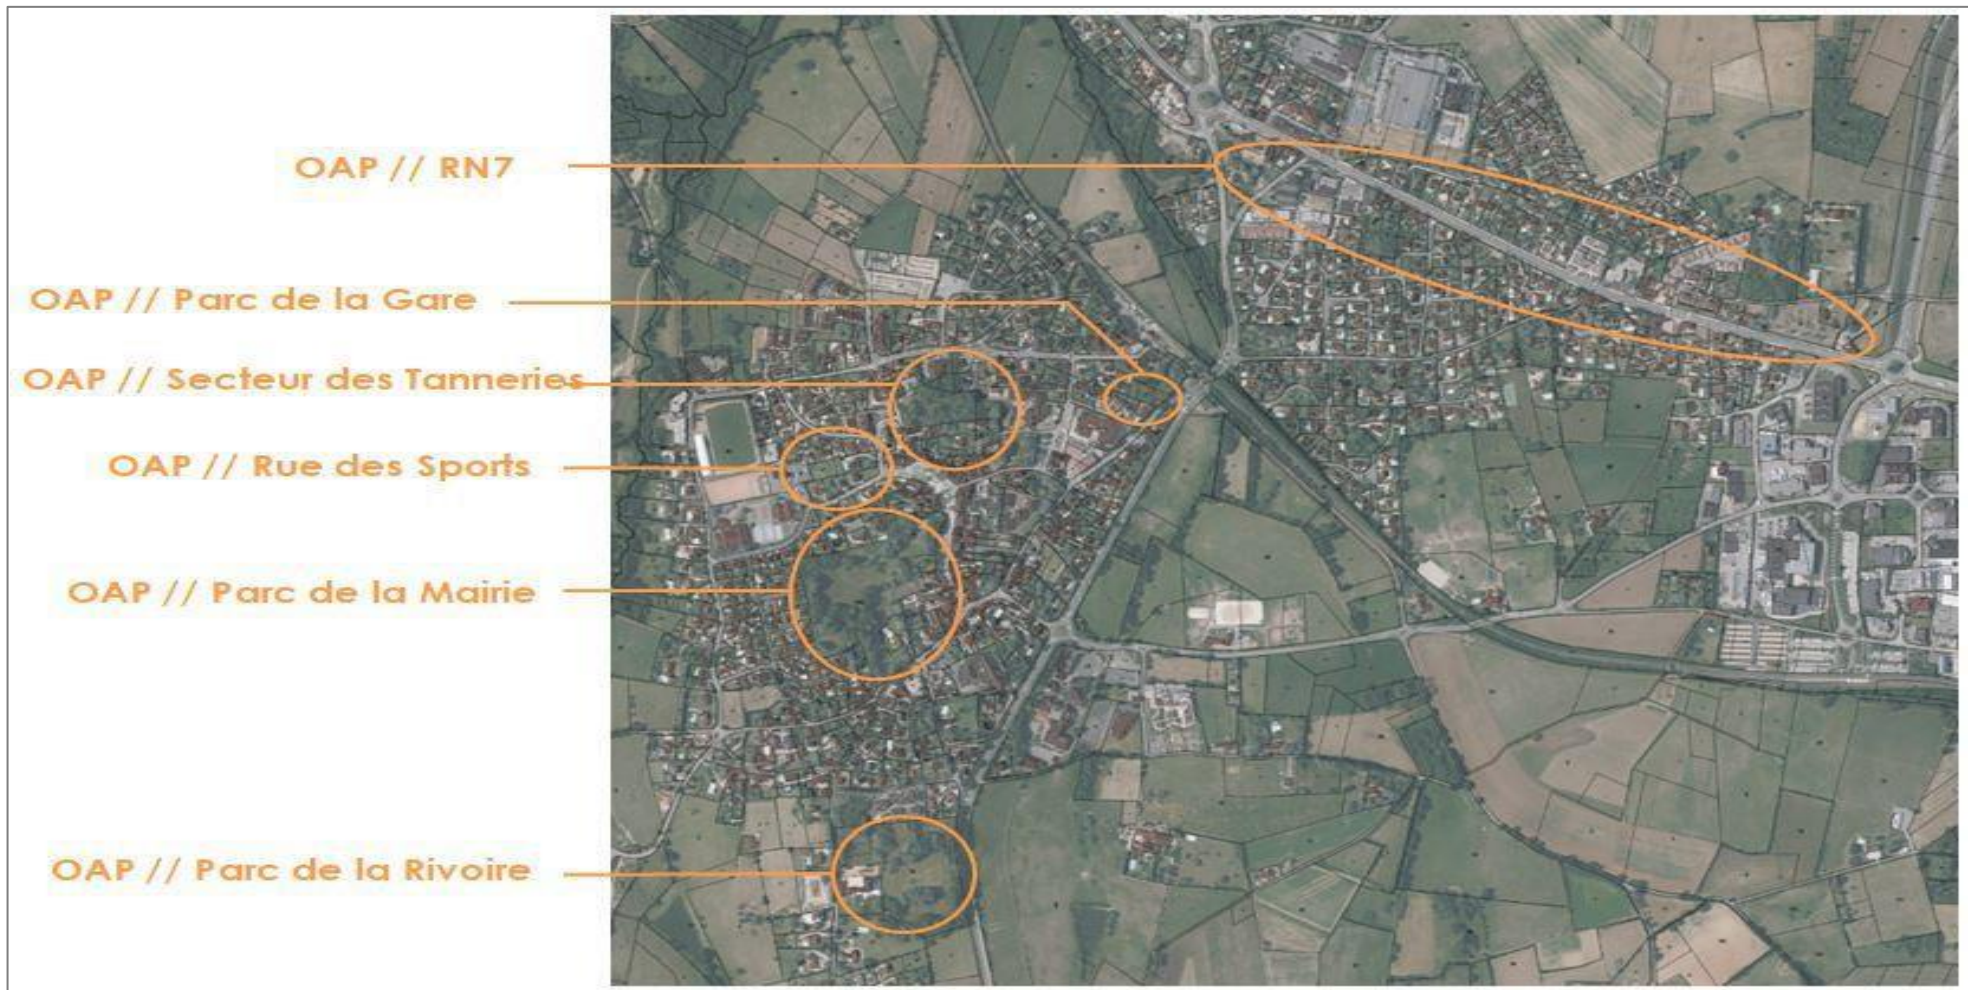 OAP // RN7
OAP // Parc de la Gare
OAP // Secteur des Tanneries
OAP // Rue des Sports
OAP // Parc de la Mairie
OAP // Parc de la Rivoire